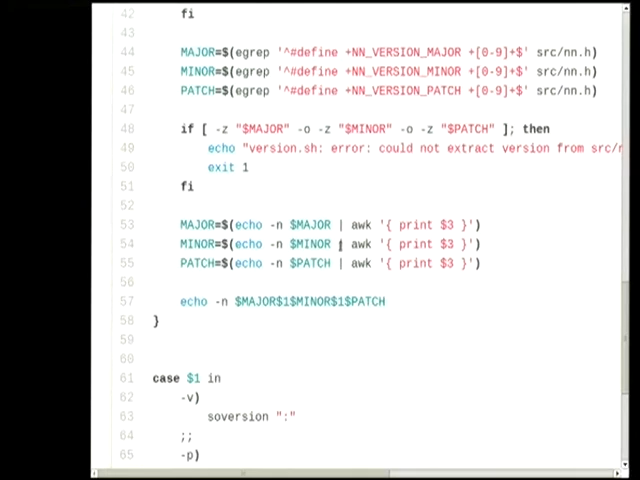 42 fi
43
44 MAJOR=$(egrep '^#define +NN_VERSION_MAJOR +[0-9]+$' src/nn.h)
45 MINOR=$(egrep '^#define +NN_VERSION_MINOR +[0-9]+$' src/nn.h)
46 PATCH=$(egrep '^#define +NN_VERSION_PATCH +[0-9]+$' src/nn.h)
47
48 if [ -z "$MAJOR" -o -z "$MINOR" -o -z "$PATCH" ]; then
49 echo "version.sh: error: could not extract version from src/
50 exit 1
51 fi
52
53 MAJOR=$(echo -n $MAJOR | awk '{ print $3 }')
54 MINOR=$(echo -n $MINOR | awk '{ print $3 }')
55 PATCH=$(echo -n $PATCH | awk '{ print $3 }')
56
57 echo -n $MAJOR$1$MINOR$1$PATCH
58 }
59
60
61 case $1 in
62 -v)
63 soversion ":"
64 ;;
65 -p)